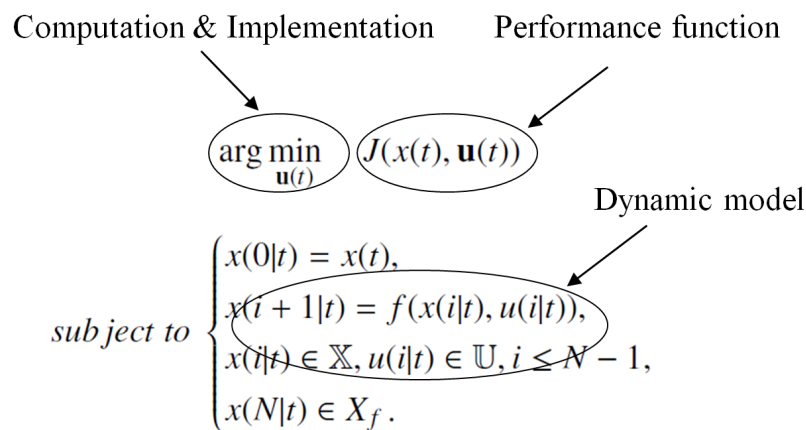 Computation & Implementation
Performance function
arg min J(x(t), u(t))
u(t)
Dynamic model
x(0|t) = x(t),
x(i + 1|t) = f(x(i|t), u(i|t)),
subject to
x(i|t) ∈ 𝕏, u(i|t) ∈ 𝕌, i ≤ N − 1,
x(N|t) ∈ X_f.